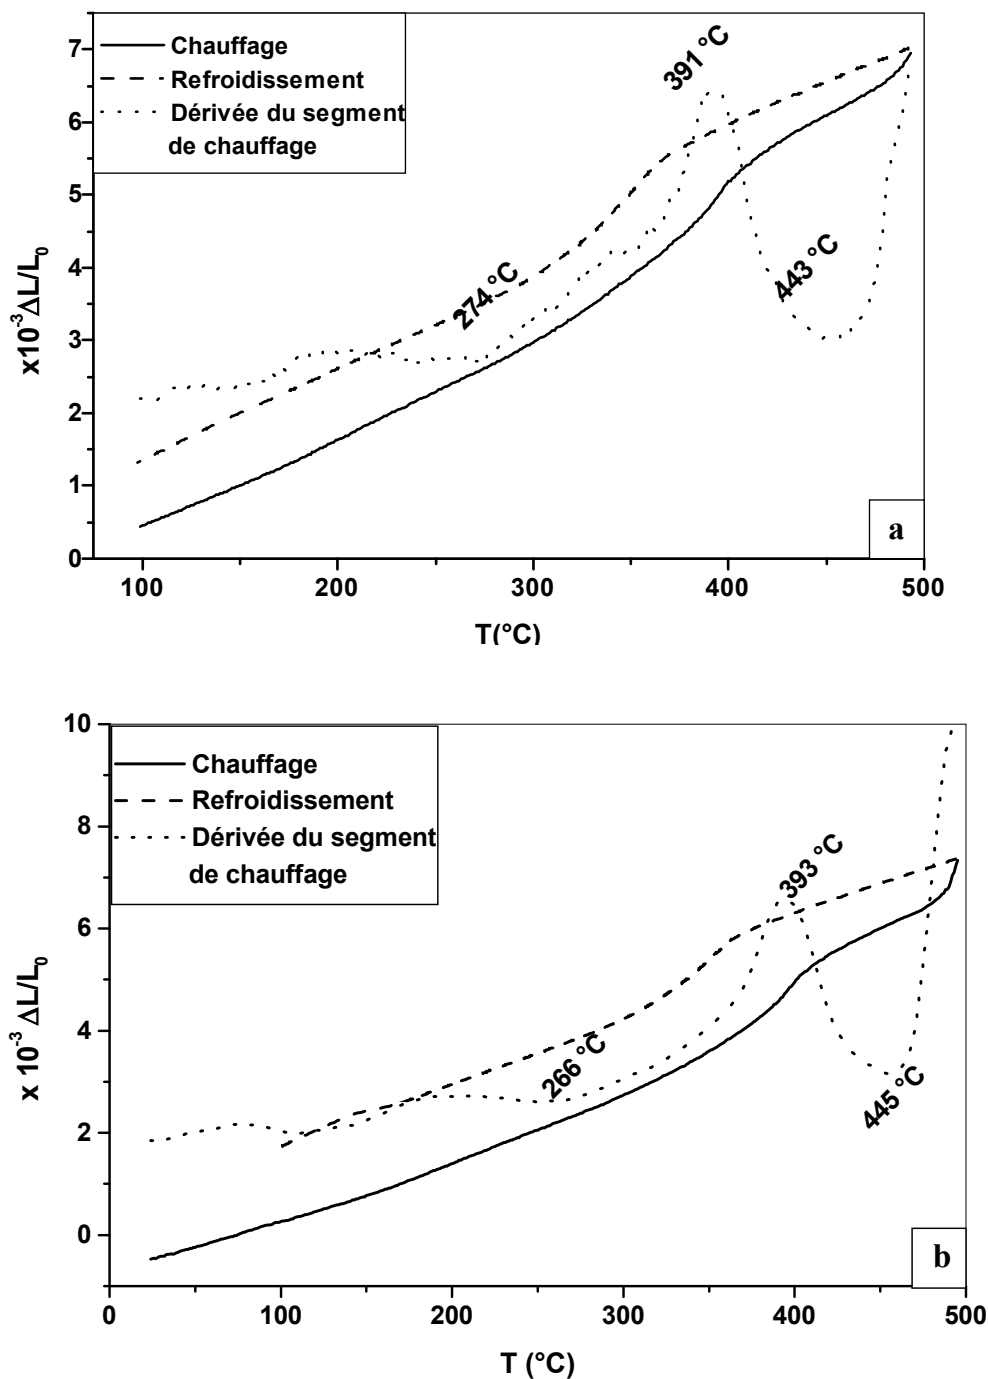 Chauffage
Refroidissement
Dérivée du segment
de chauffage
391 °C
274 °C
443 °C
7
6
5
4
3
2
1
0
x10⁻³ ΔL/L₀
100
200
300
400
500
T(°C)
a
Chauffage
Refroidissement
Dérivée du segment
de chauffage
393 °C
266 °C
445 °C
10
8
6
4
2
0
x 10⁻³ ΔL/L₀
0
100
200
300
400
500
T (°C)
b